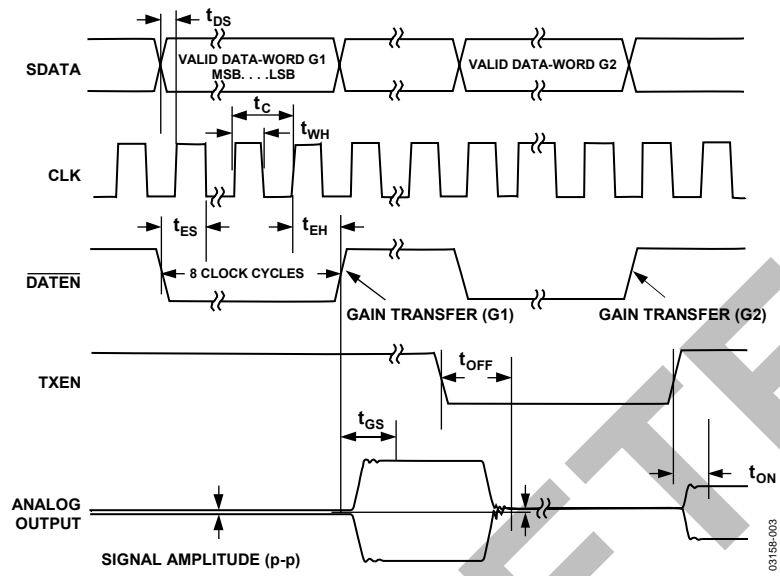 tDS
SDATA
VALID DATA-WORD G1
MSB. . . .LSB
VALID DATA-WORD G2
tC
tWH
CLK
tES
tEH
DATEN
8 CLOCK CYCLES
GAIN TRANSFER (G1)
GAIN TRANSFER (G2)
TXEN
tOFF
tGS
tON
ANALOG
OUTPUT
SIGNAL AMPLITUDE (p-p)
03158-003
ETE